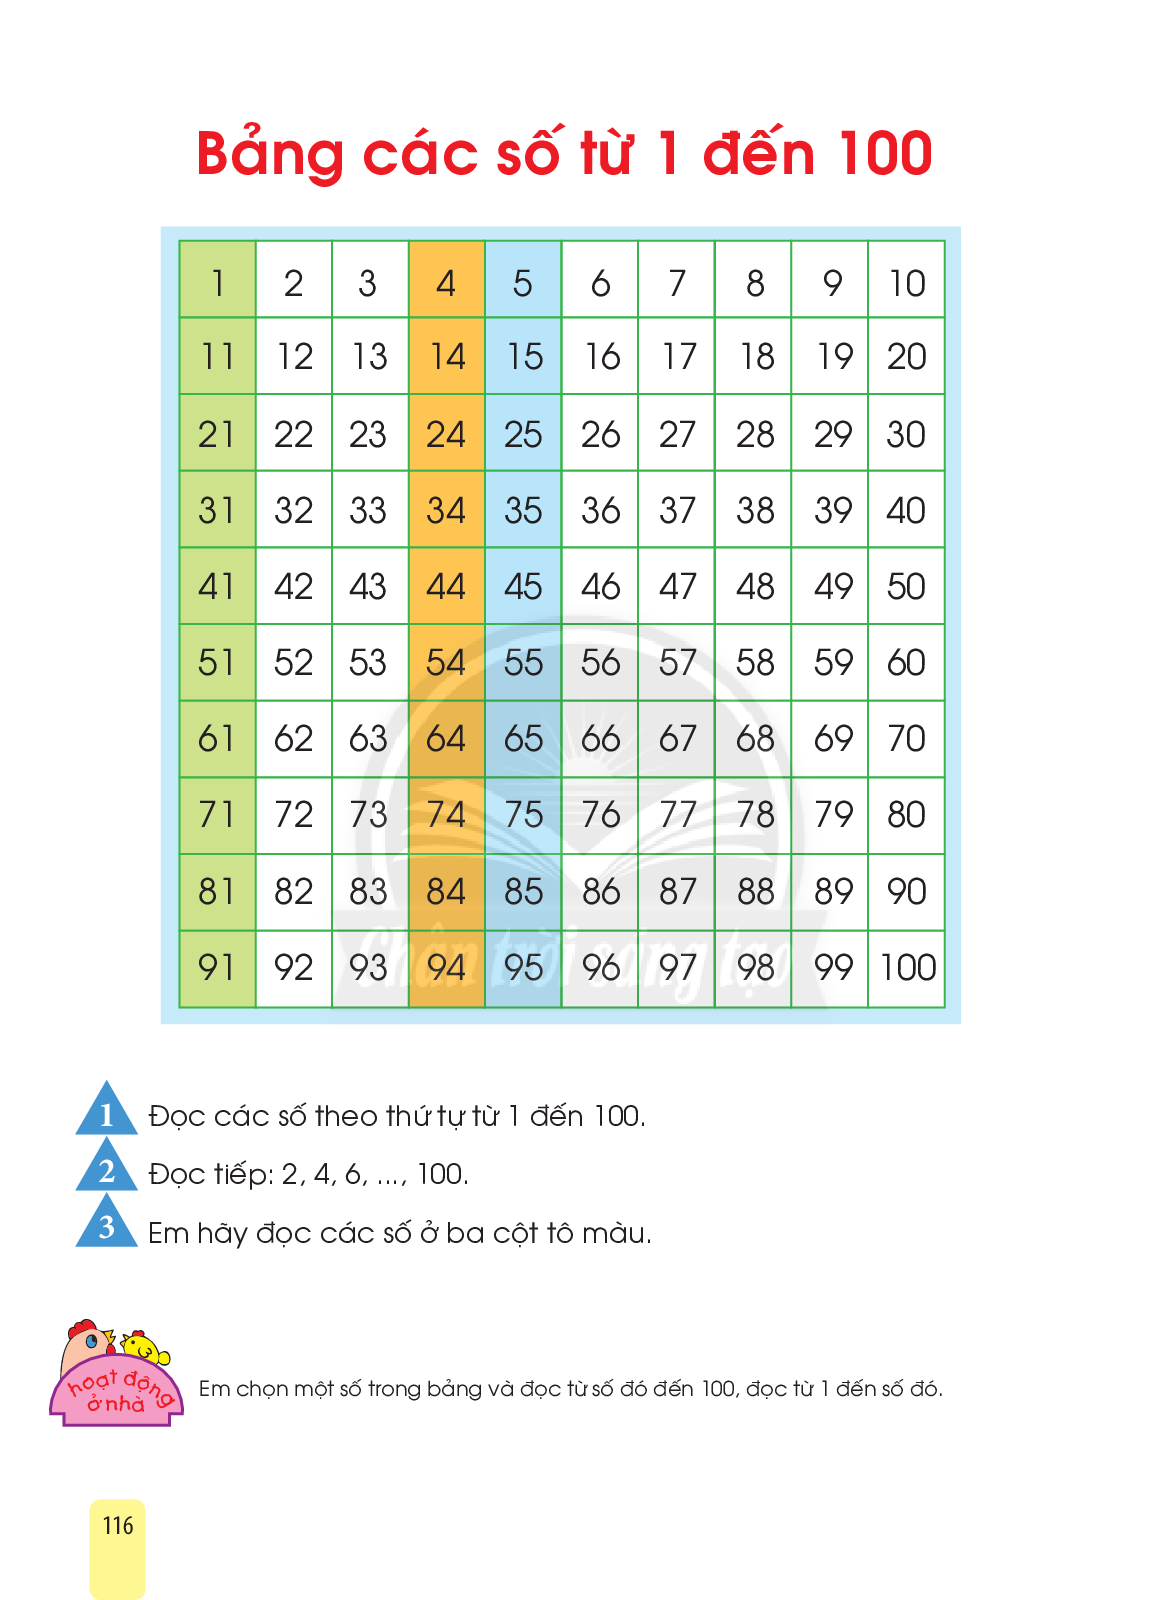 Bảng các số từ 1 đến 100
1 2 3 4 5 6 7 8 9 10
11 12 13 14 15 16 17 18 19 20
21 22 23 24 25 26 27 28 29 30
31 32 33 34 35 36 37 38 39 40
41 42 43 44 45 46 47 48 49 50
51 52 53 54 55 56 57 58 59 60
61 62 63 64 65 66 67 68 69 70
71 72 73 74 75 76 77 78 79 80
81 82 83 84 85 86 87 88 89 90
91 92 93 94 95 96 97 98 99 100
Chân trời sáng tạo
1 Đọc các số theo thứ tự từ 1 đến 100.
2 Đọc tiếp: 2, 4, 6, ..., 100.
3 Em hãy đọc các số ở ba cột tô màu.
hoạt động
ở nhà
Em chọn một số trong bảng và đọc từ số đó đến 100, đọc từ 1 đến số đó.
116